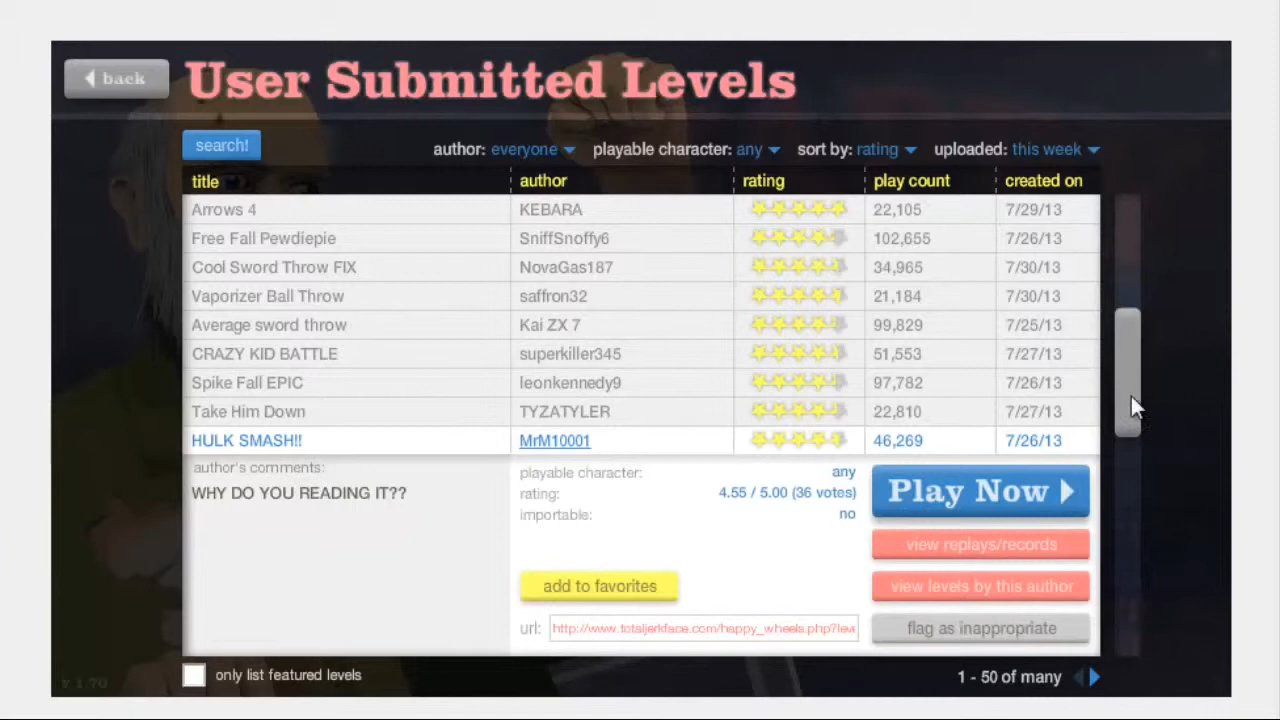 back
User Submitted Levels
search!
author: everyone playable character: any sort by: rating uploaded: this week
title author rating play count created on
Arrows 4 KEBARA 22,105 7/29/13
Free Fall Pewdiepie SniffSnoffy6 102,655 7/26/13
Cool Sword Throw FIX NovaGas187 34,965 7/30/13
Vaporizer Ball Throw saffron32 21,184 7/30/13
Average sword throw Kai ZX 7 99,829 7/25/13
CRAZY KID BATTLE superkiller345 51,553 7/27/13
Spike Fall EPIC leonkennedy9 97,782 7/26/13
Take Him Down TYZATYLER 22,810 7/27/13
HULK SMASH!! MrM10001 46,269 7/26/13
author's comments:
WHY DO YOU READING IT??
playable character: any
rating: 4.55 / 5.00 (36 votes)
importable: no
add to favorites
url: http://www.totaljerkface.com/happy_wheels.php?lev
Play Now
view replays/records
view levels by this author
flag as inappropriate
only list featured levels
1 - 50 of many
v 1.70